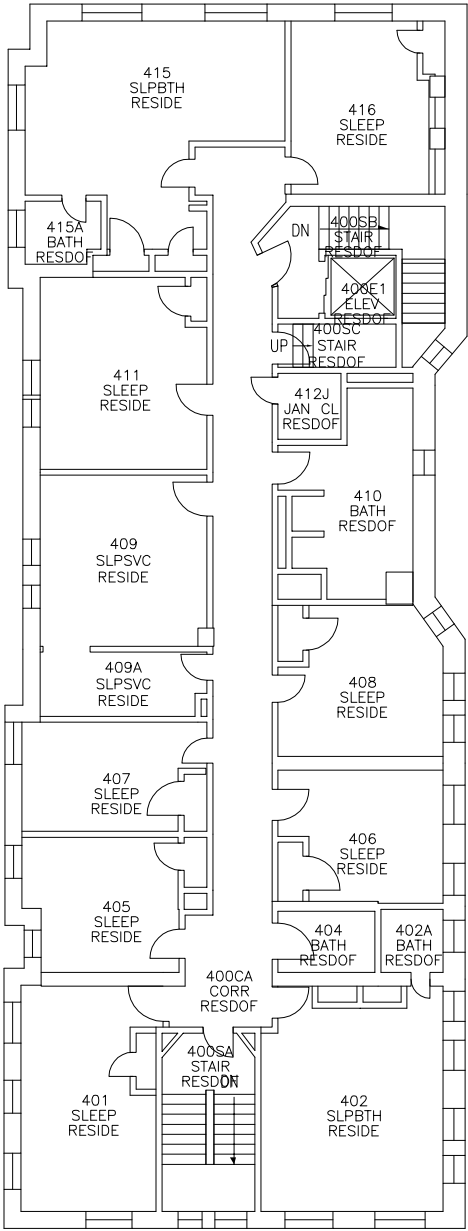 415
SLPBTH
RESIDE
416
SLEEP
RESIDE
415A
BATH
RESDOF
DN
400SB
STAIR
RESDOF
400E1
ELEV
RESDOF
UP
400SC
STAIR
RESDOF
411
SLEEP
RESIDE
412J
JAN CL
RESDOF
410
BATH
RESDOF
409
SLPSVC
RESIDE
409A
SLPSVC
RESIDE
408
SLEEP
RESIDE
407
SLEEP
RESIDE
406
SLEEP
RESIDE
405
SLEEP
RESIDE
404
BATH
RESDOF
402A
BATH
RESDOF
400CA
CORR
RESDOF
400SA
STAIR
RESDOF
DN
401
SLEEP
RESIDE
402
SLPBTH
RESIDE